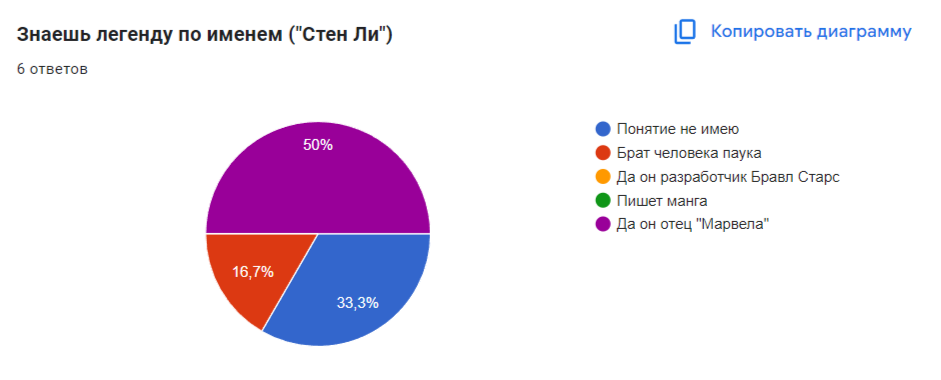 Знаешь легенду по именем ("Стен Ли")
Копировать диаграмму
6 ответов
50%
16,7%
33,3%
Понятие не имею
Брат человека паука
Да он разработчик Бравл Старс
Пишет манга
Да он отец "Марвела"